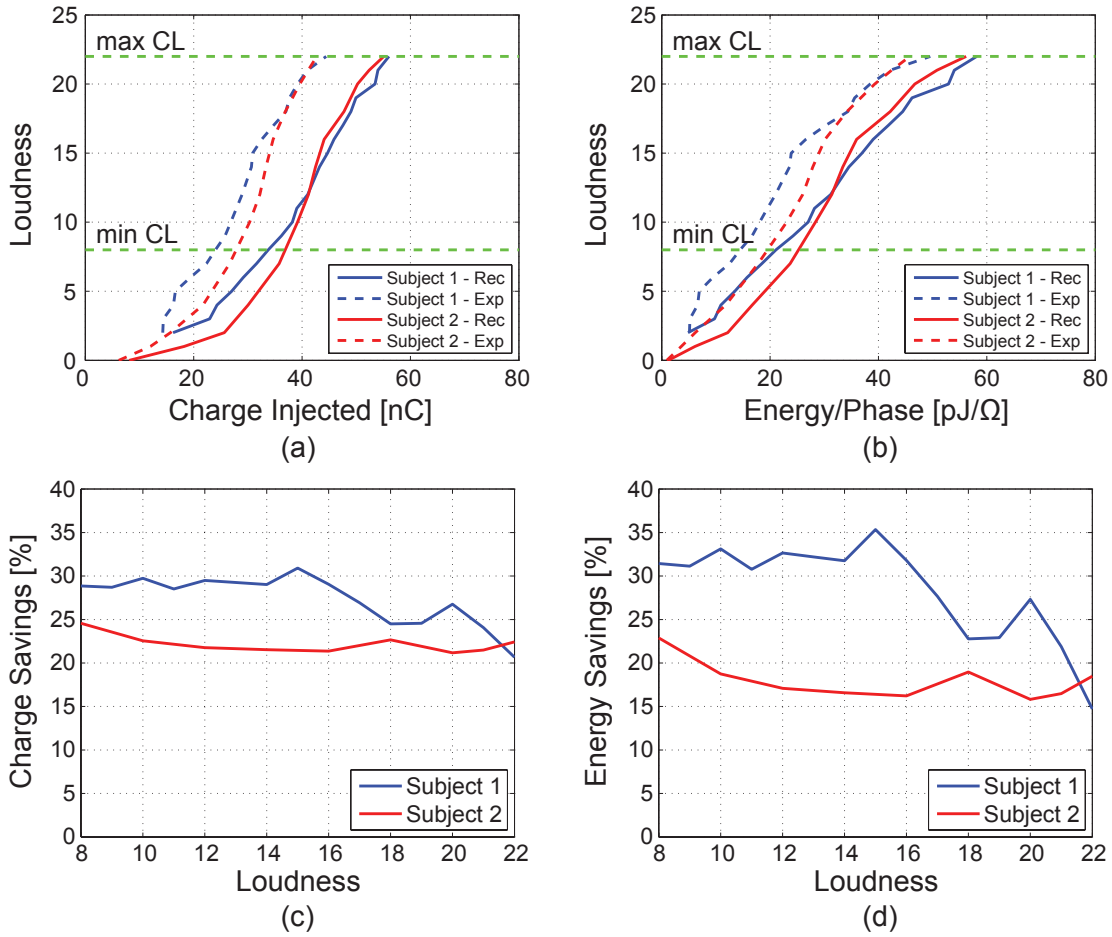 25
20
15
10
5
0
Loudness
max CL
min CL
Subject 1 - Rec
Subject 1 - Exp
Subject 2 - Rec
Subject 2 - Exp
0 20 40 60 80
Charge Injected [nC]
(a)
25
20
15
10
5
0
Loudness
max CL
min CL
Subject 1 - Rec
Subject 1 - Exp
Subject 2 - Rec
Subject 2 - Exp
0 20 40 60 80
Energy/Phase [pJ/Ω]
(b)
40
35
30
25
20
15
10
5
0
Charge Savings [%]
Subject 1
Subject 2
8 10 12 14 16 18 20 22
Loudness
(c)
40
35
30
25
20
15
10
5
0
Energy Savings [%]
Subject 1
Subject 2
8 10 12 14 16 18 20 22
Loudness
(d)